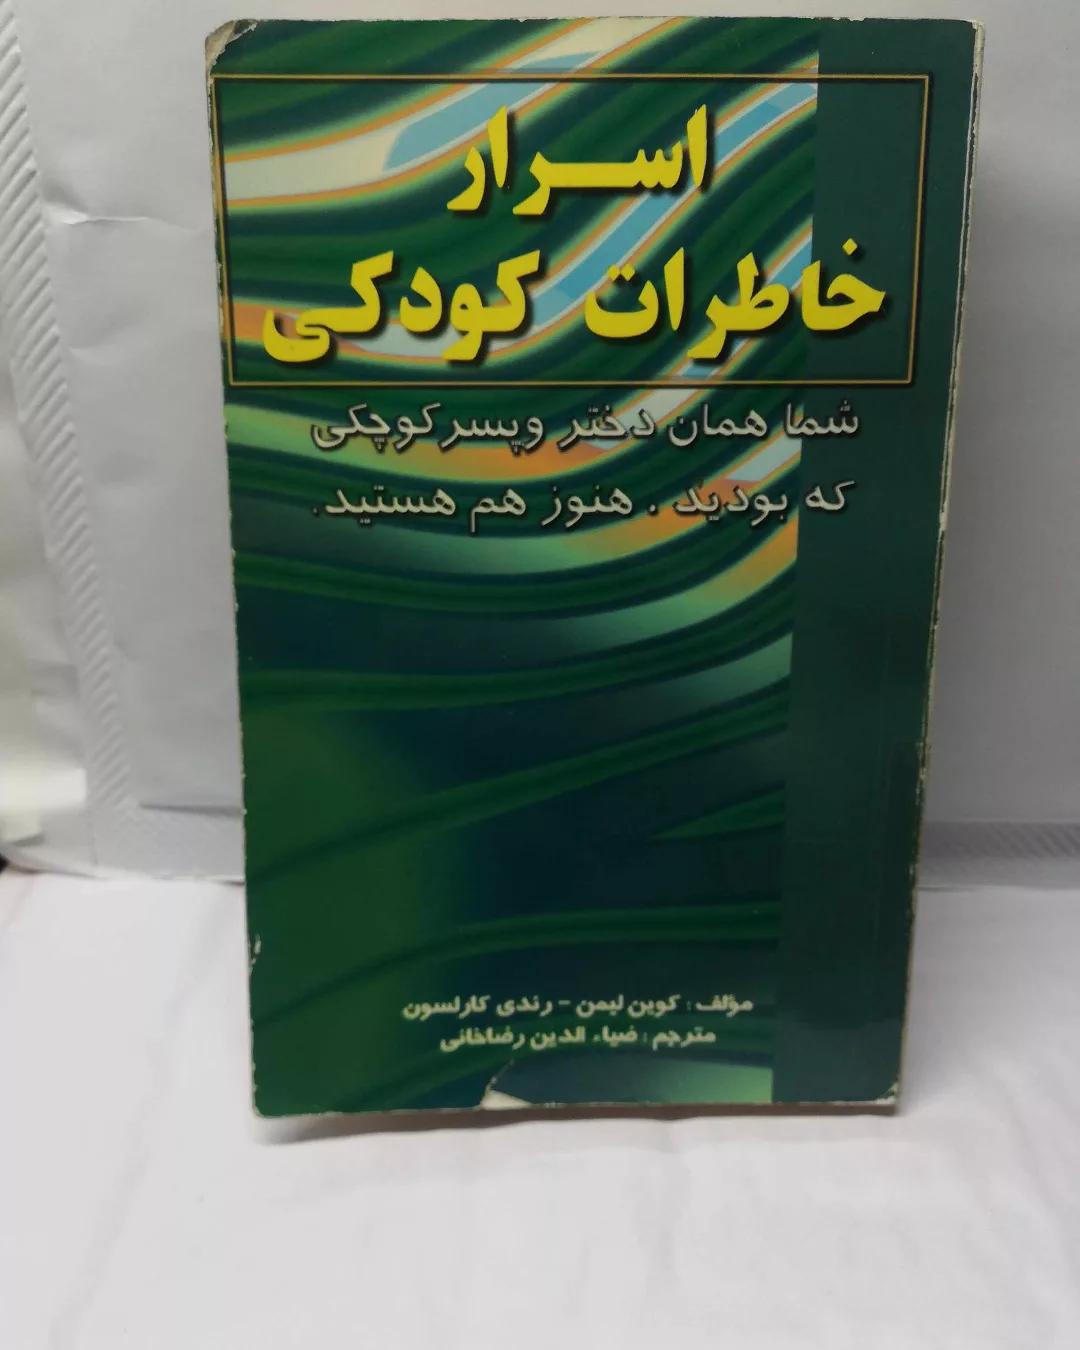 اسرار
خاطرات کودکی
شما همان دختر وپسر کوچکی
که بودید . هنوز هم هستید.
مؤلف : کوین لیمن - رندی کارلسون
مترجم : ضیاء الدین رضاخانی